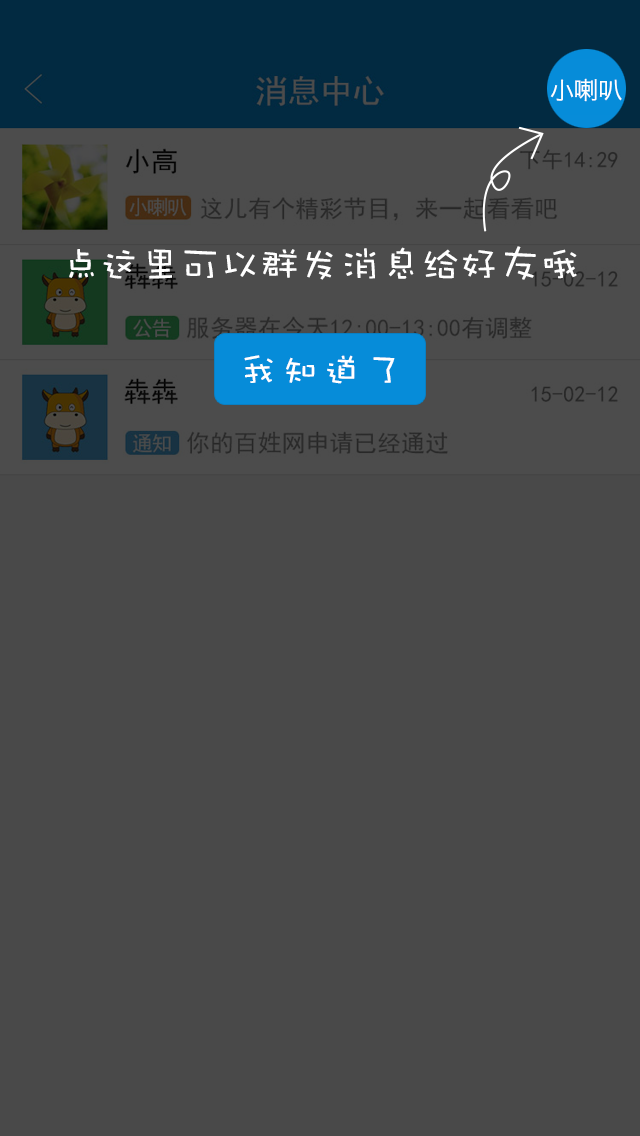 消息中心
小喇叭
小高
下午14:29
小喇叭 这儿有个精彩节目，来一起看看吧
点这里可以群发消息给好友哦
犇犇
15-02-12
公告 服务器在今天12:00-13:00有调整
我知道了
犇犇
15-02-12
通知 你的百姓网申请已经通过